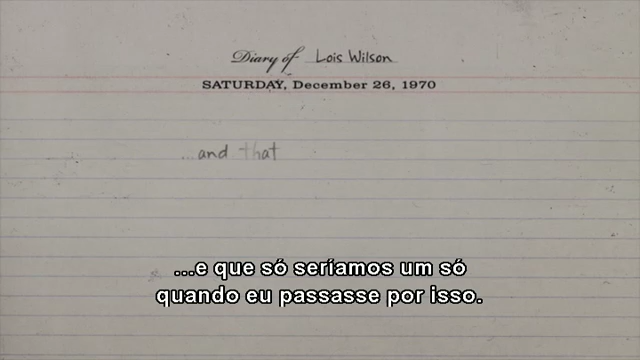 Diary of Lois Wilson
SATURDAY, December 26, 1970
...and that
...e que só seríamos um só
quando eu passasse por isso.